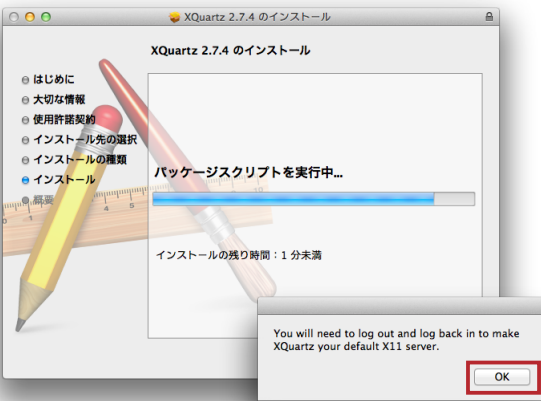 XQuartz 2.7.4 のインストール
XQuartz 2.7.4 のインストール
はじめに
大切な情報
使用許諾契約
インストール先の選択
インストールの種類
インストール
概要
パッケージスクリプトを実行中...
インストールの残り時間：1 分未満
You will need to log out and log back in to make
XQuartz your default X11 server.
OK